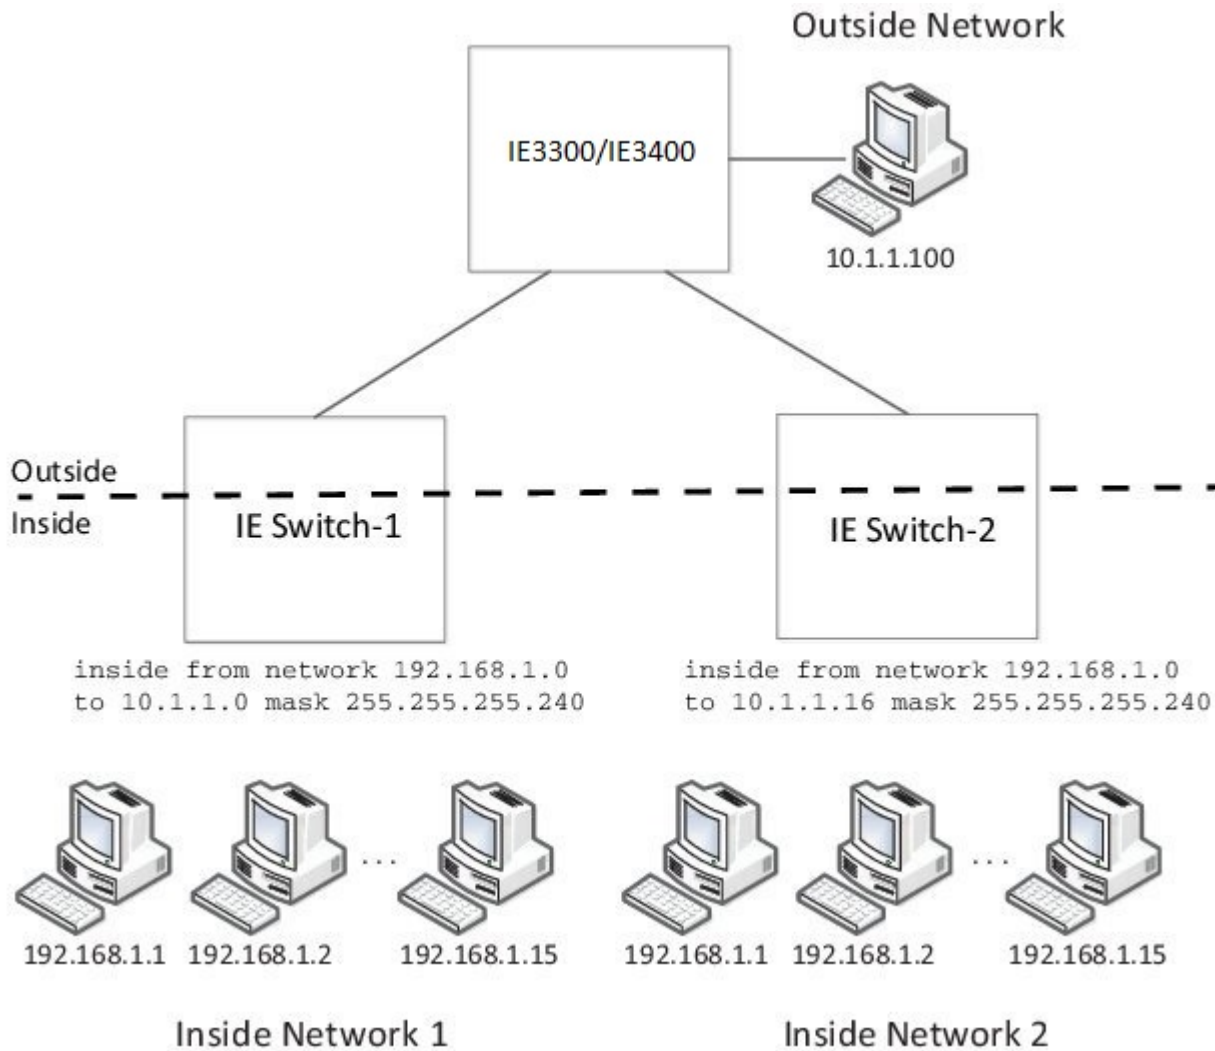 Outside Network
IE3300/IE3400
10.1.1.100
Outside
Inside
IE Switch-1
IE Switch-2
inside from network 192.168.1.0
to 10.1.1.0 mask 255.255.255.240
inside from network 192.168.1.0
to 10.1.1.16 mask 255.255.255.240
...
...
192.168.1.1
192.168.1.2
192.168.1.15
192.168.1.1
192.168.1.2
192.168.1.15
Inside Network 1
Inside Network 2